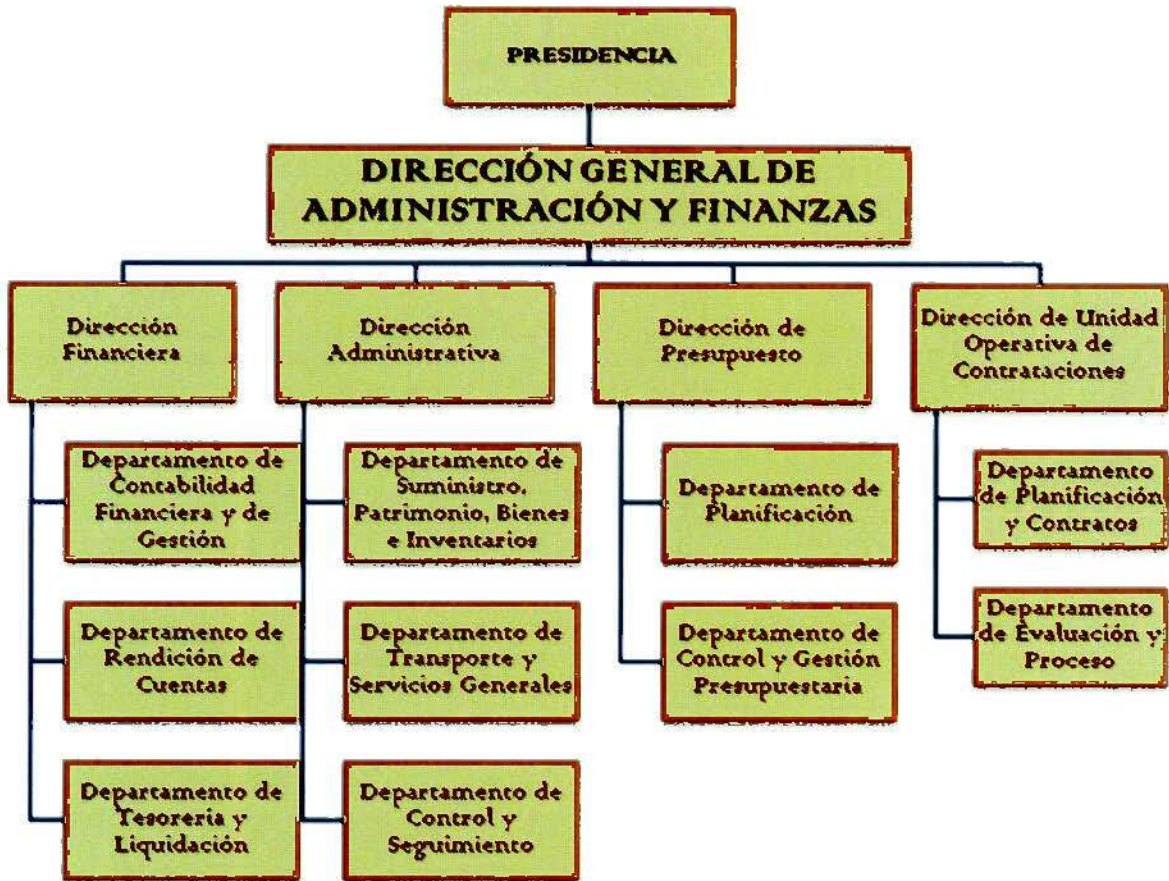 PRESIDENCIA
DIRECCIÓN GENERAL DE
ADMINISTRACIÓN Y FINANZAS
Dirección
Financiera
Dirección
Administrativa
Dirección de
Presupuesto
Dirección de Unidad
Operativa de
Contrataciones
Departamento de
Contabilidad
Financiera y de
Gestión
Departamento de
Rendición de
Cuentas
Departamento de
Tesorería y
Liquidación
Departamento de
Suministro,
Patrimonio, Bienes
e Inventarios
Departamento de
Transporte y
Servicios Generales
Departamento de
Control y
Seguimiento
Departamento de
Planificación
Departamento de
Control y Gestión
Presupuestaria
Departamento
de Planificación
y Contratos
Departamento
de Evaluación y
Proceso